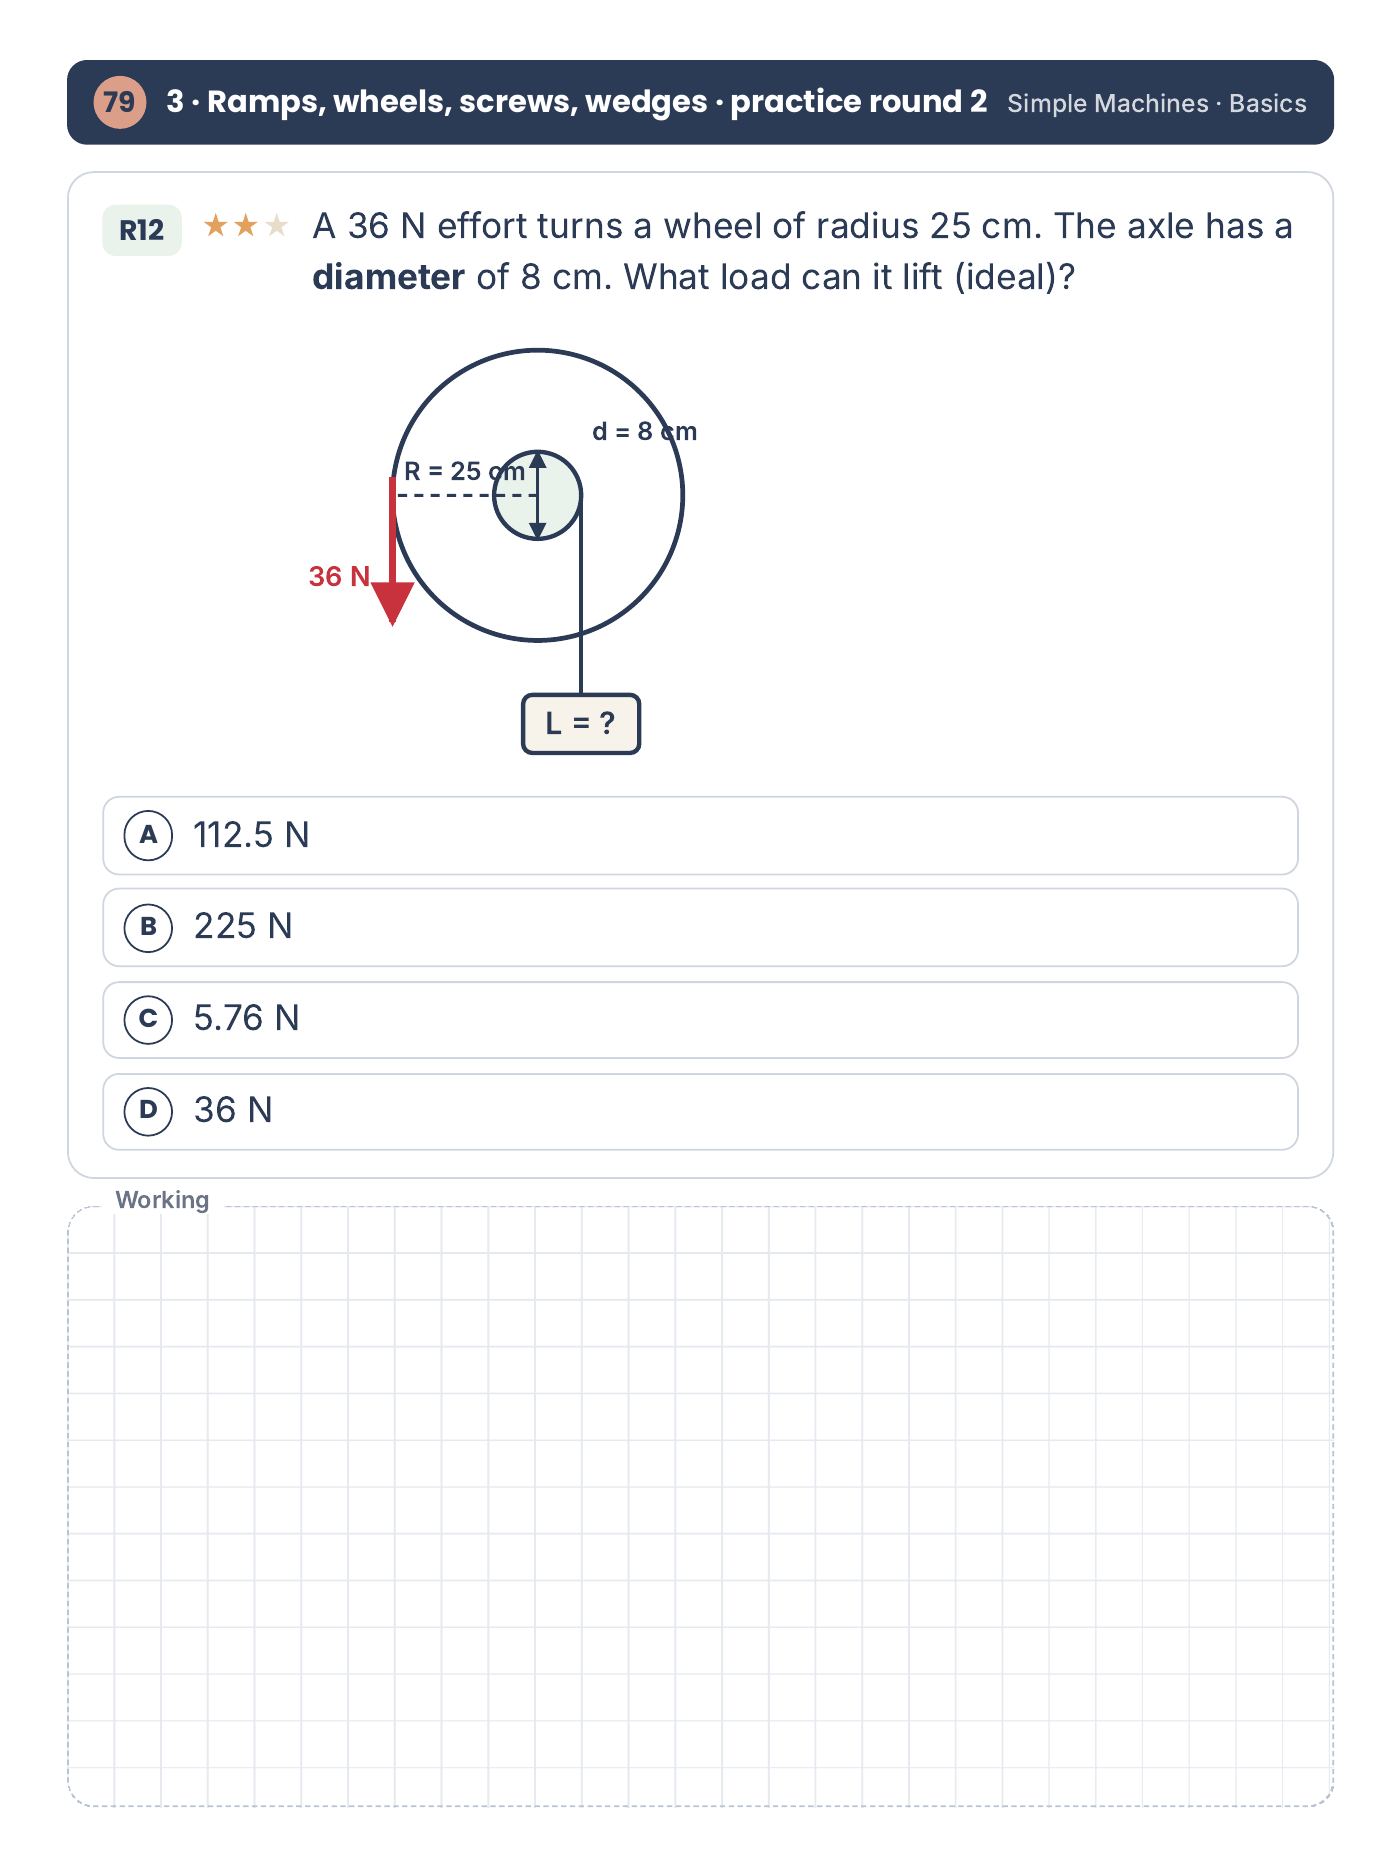 79 3 · Ramps, wheels, screws, wedges · practice round 2 Simple Machines · Basics
R12 ★★★ A 36 N effort turns a wheel of radius 25 cm. The axle has a
diameter of 8 cm. What load can it lift (ideal)?
d = 8 cm
R = 25 cm
36 N
L = ?
A 112.5 N
B 225 N
C 5.76 N
D 36 N
Working